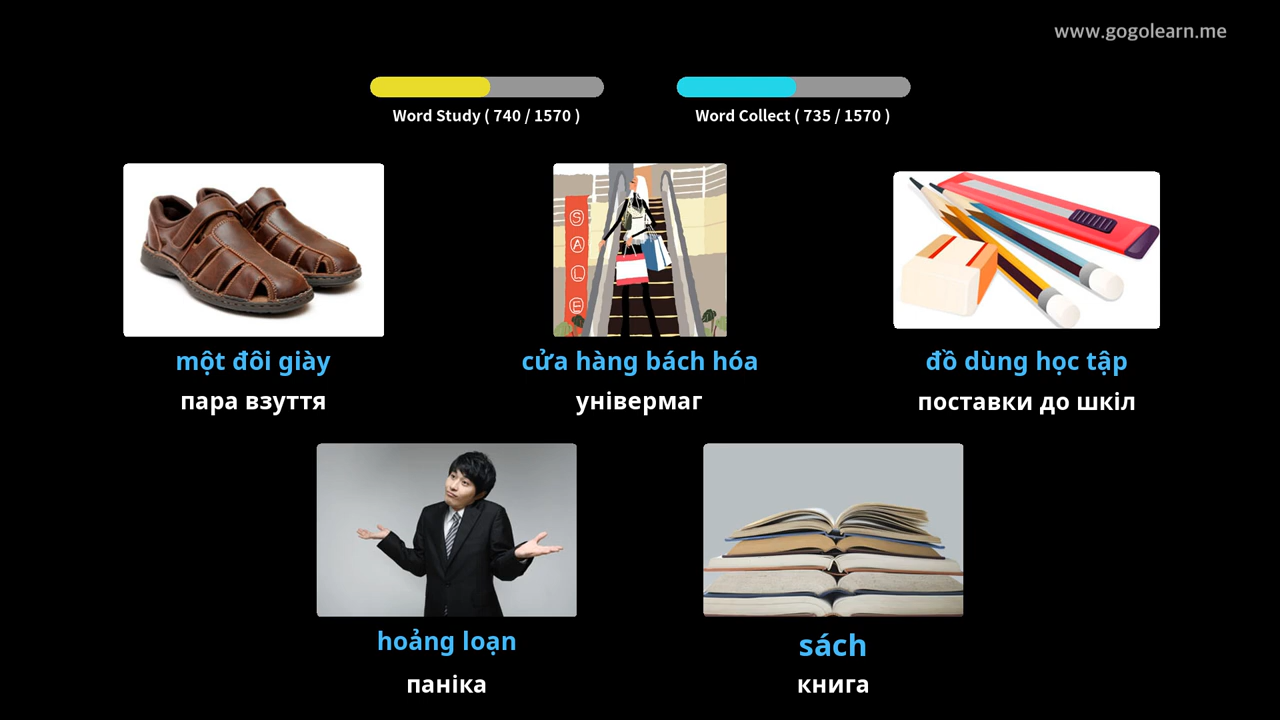 www.gogolearn.me
Word Study ( 740 / 1570 )
Word Collect ( 735 / 1570 )
SALE
một đôi giày
cửa hàng bách hóa
đồ dùng học tập
пара взуття
універмаг
поставки до шкіл
hoảng loạn
sách
паніка
книга